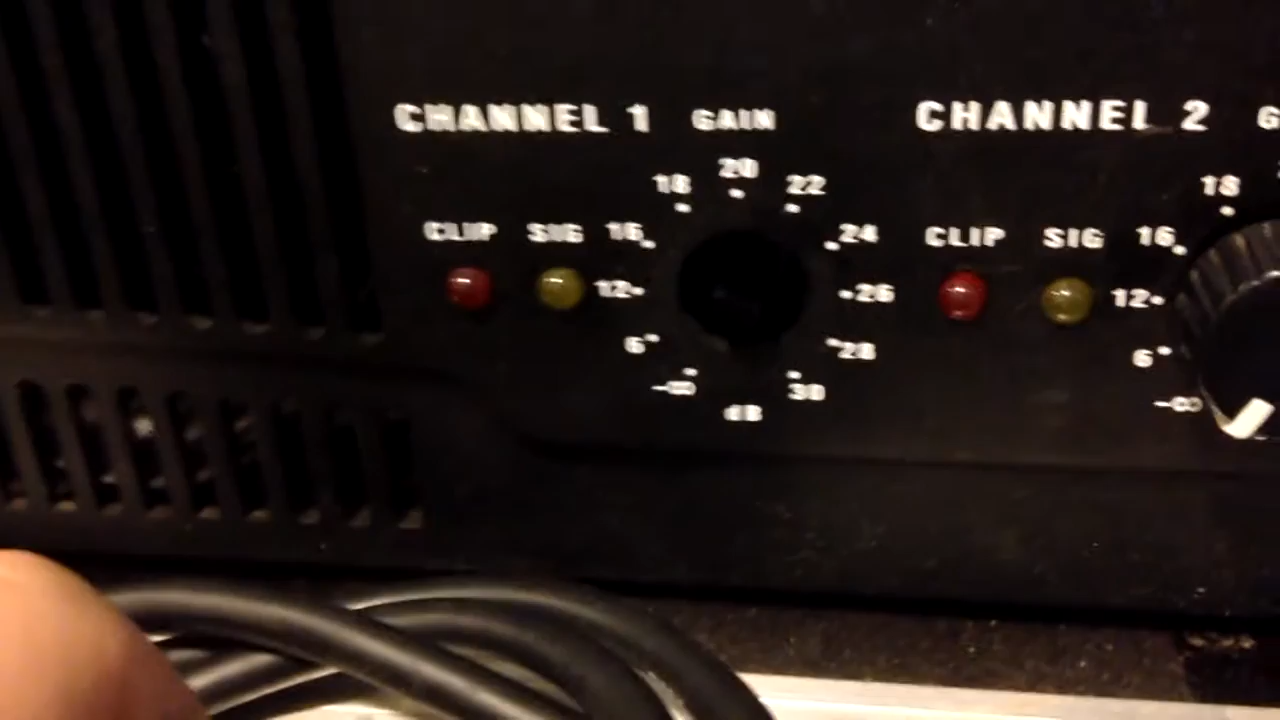 CHANNEL 1 GAIN
CHANNEL 2
20
18 22
18
CLIP SIG 16 24
CLIP SIG 16
12 26
12
6 28
6
-∞ 30
-∞
dB